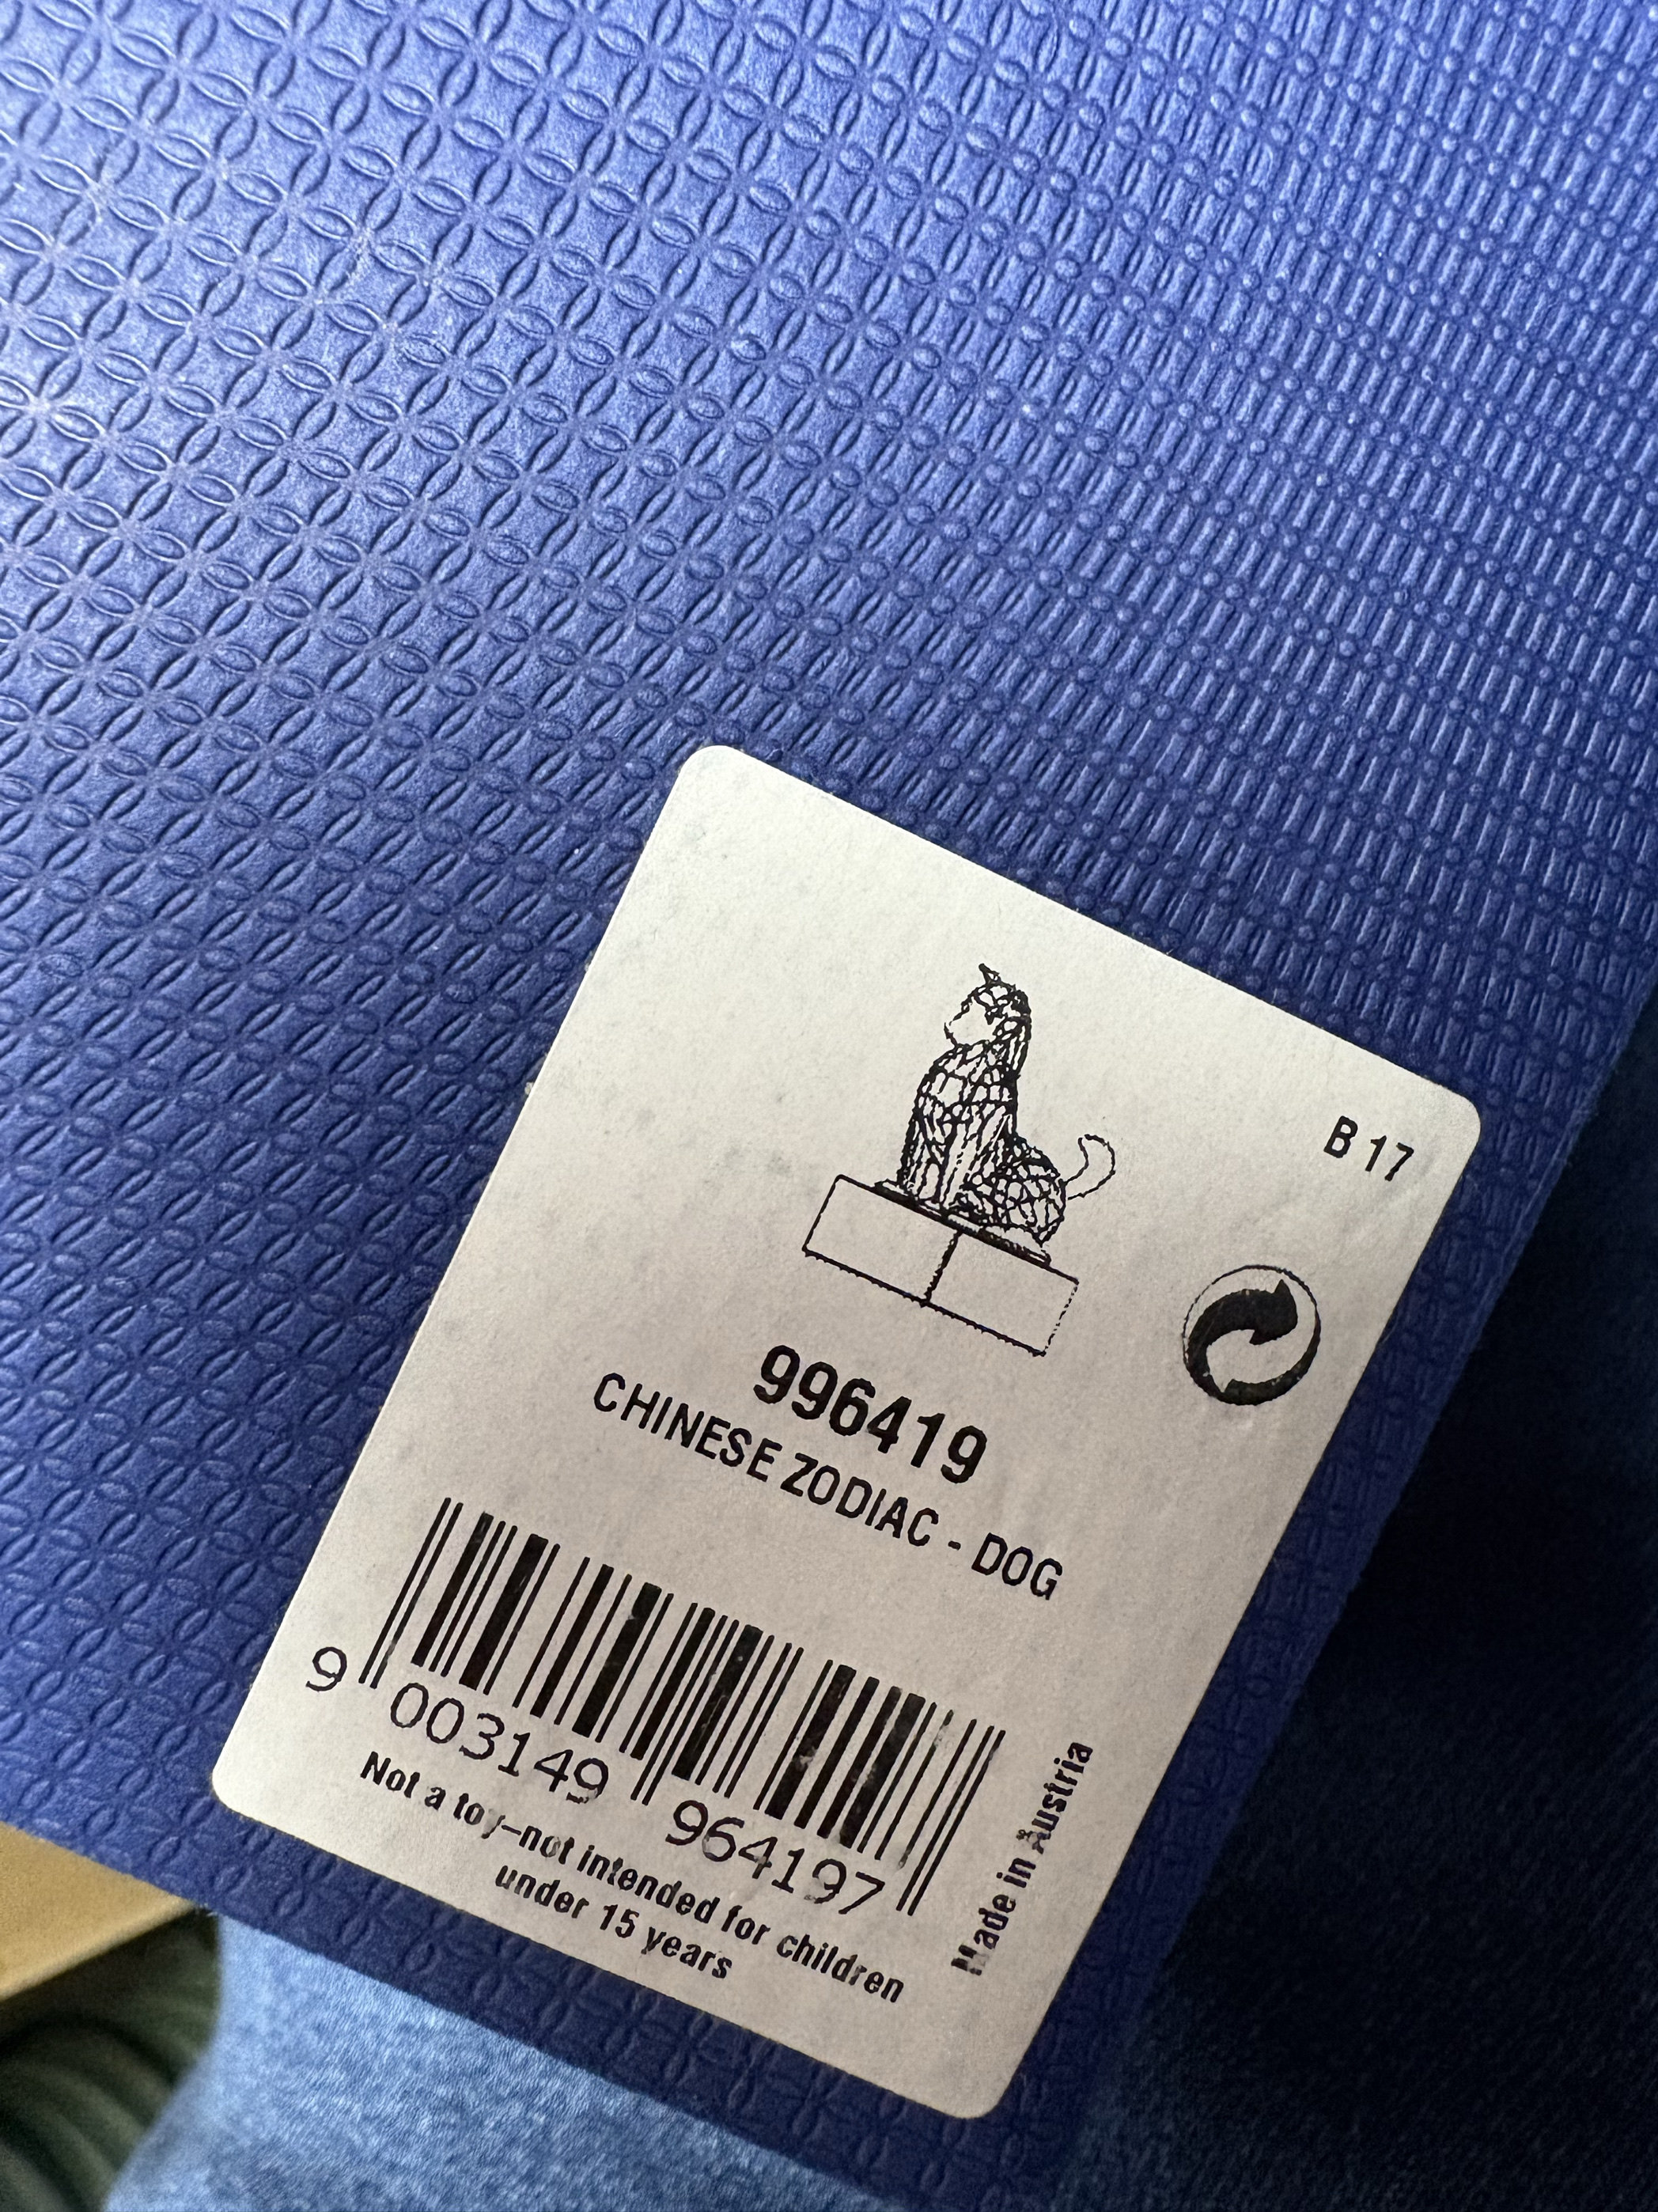 B 17
996419
CHINESE ZODIAC - DOG
9 003149 964197
Not a toy–not intended for children
under 15 years
Made in Austria